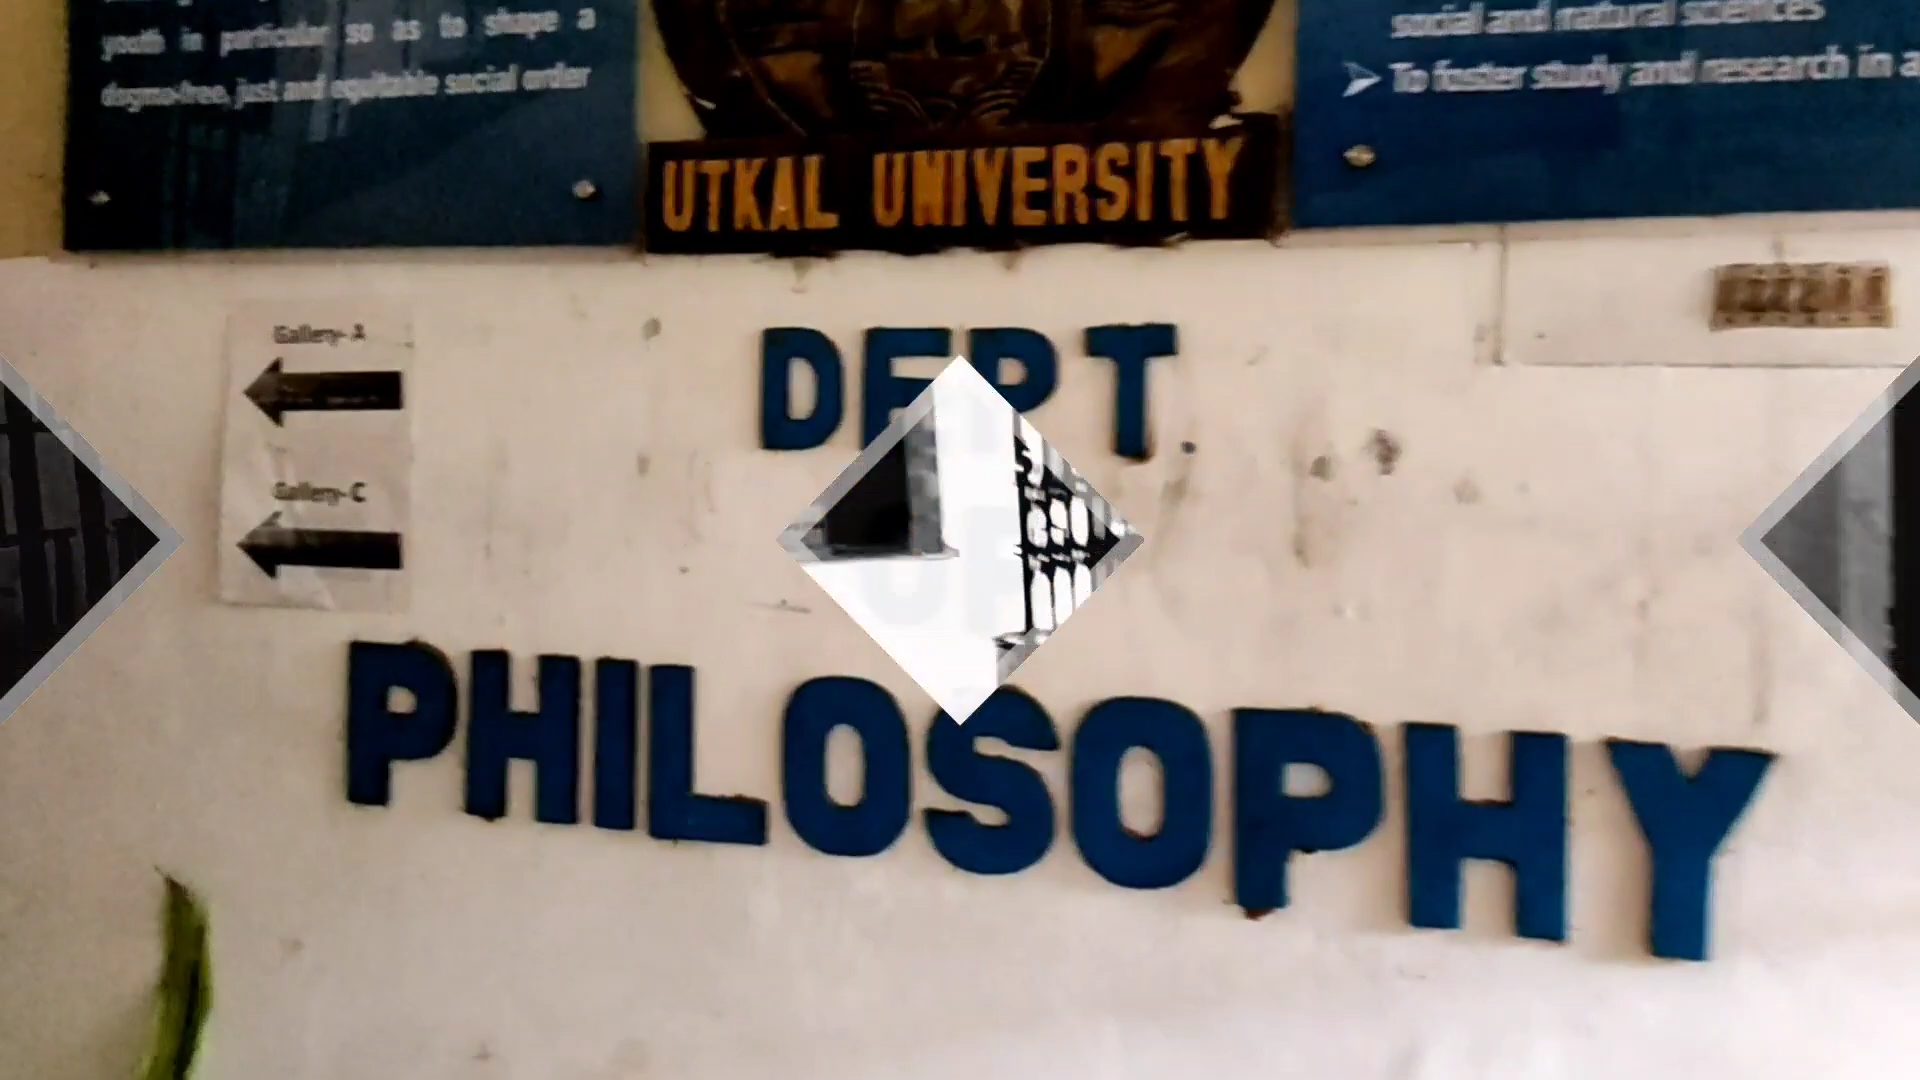 youth in particular so as to shape a
dogma-free, just and equitable social order
social and natural sciences
To foster study and research in a
UTKAL UNIVERSITY
Gallery- A
Gallery- C
DEPT
OF
PHILOSOPHY